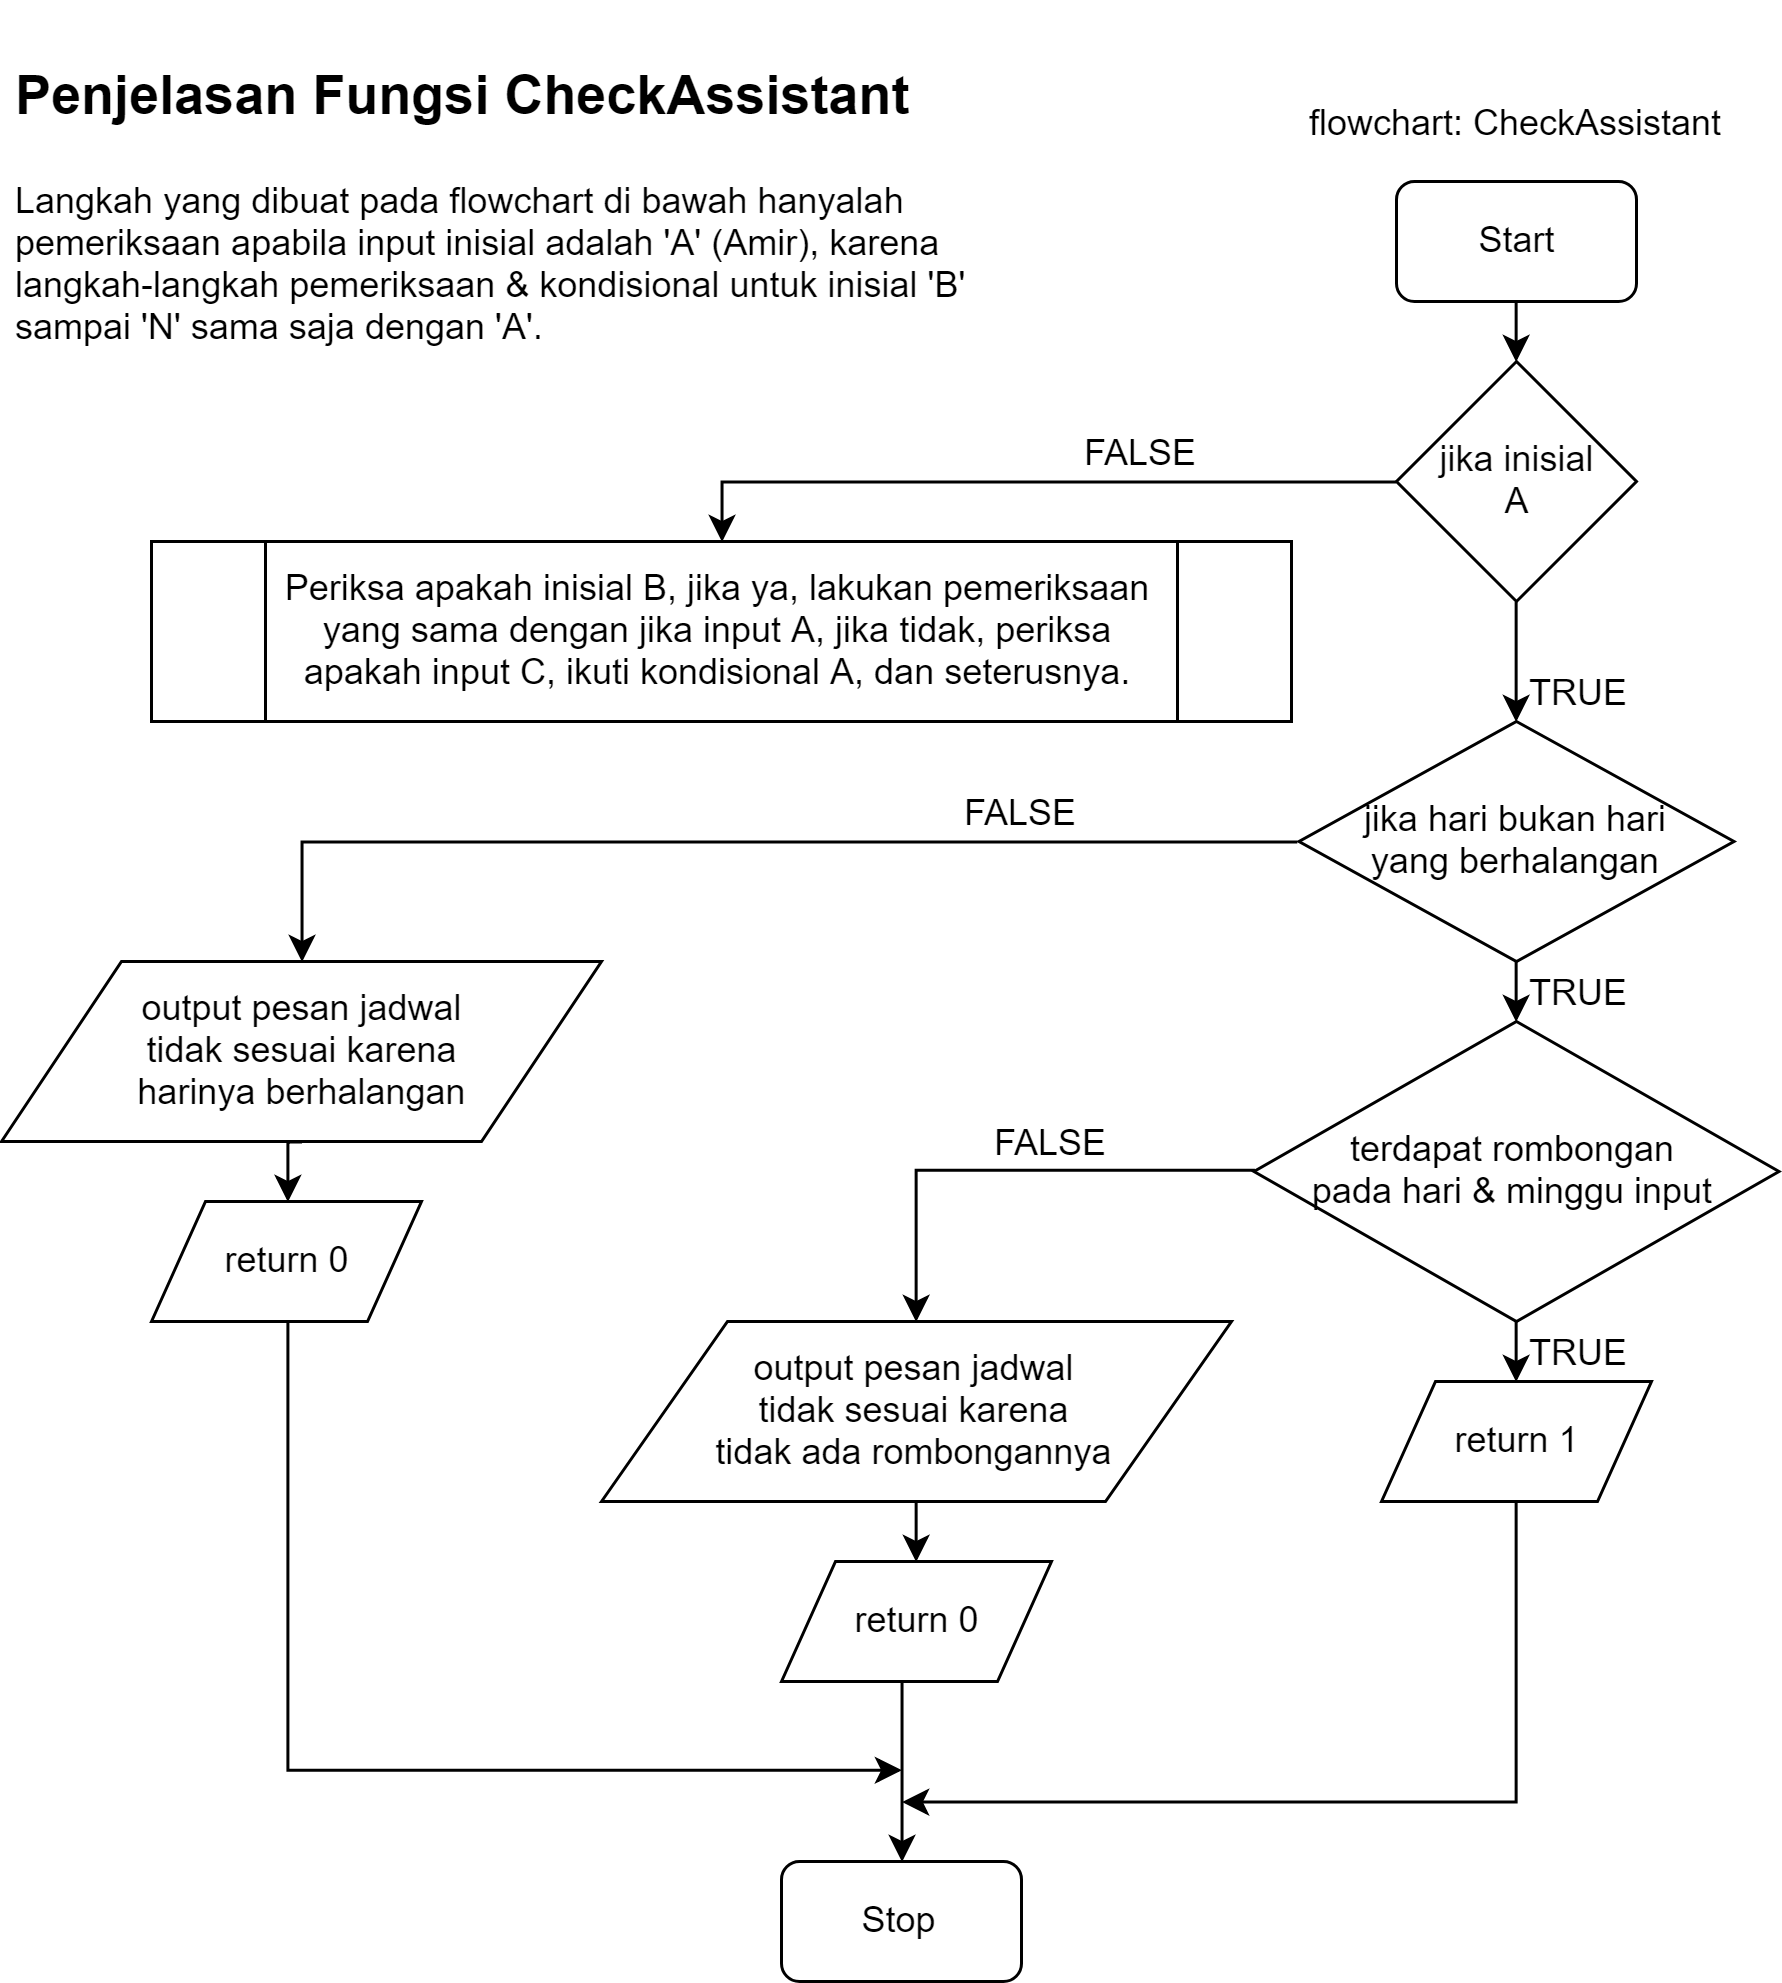 Penjelasan Fungsi CheckAssistant
Langkah yang dibuat pada flowchart di bawah hanyalah
pemeriksaan apabila input inisial adalah 'A' (Amir), karena
langkah-langkah pemeriksaan & kondisional untuk inisial 'B'
sampai 'N' sama saja dengan 'A'.
flowchart: CheckAssistant
Start
jika inisial
A
FALSE
Periksa apakah inisial B, jika ya, lakukan pemeriksaan
yang sama dengan jika input A, jika tidak, periksa
apakah input C, ikuti kondisional A, dan seterusnya.
TRUE
jika hari bukan hari
yang berhalangan
FALSE
output pesan jadwal
tidak sesuai karena
harinya berhalangan
return 0
TRUE
terdapat rombongan
pada hari & minggu input
FALSE
output pesan jadwal
tidak sesuai karena
tidak ada rombongannya
return 0
TRUE
return 1
Stop